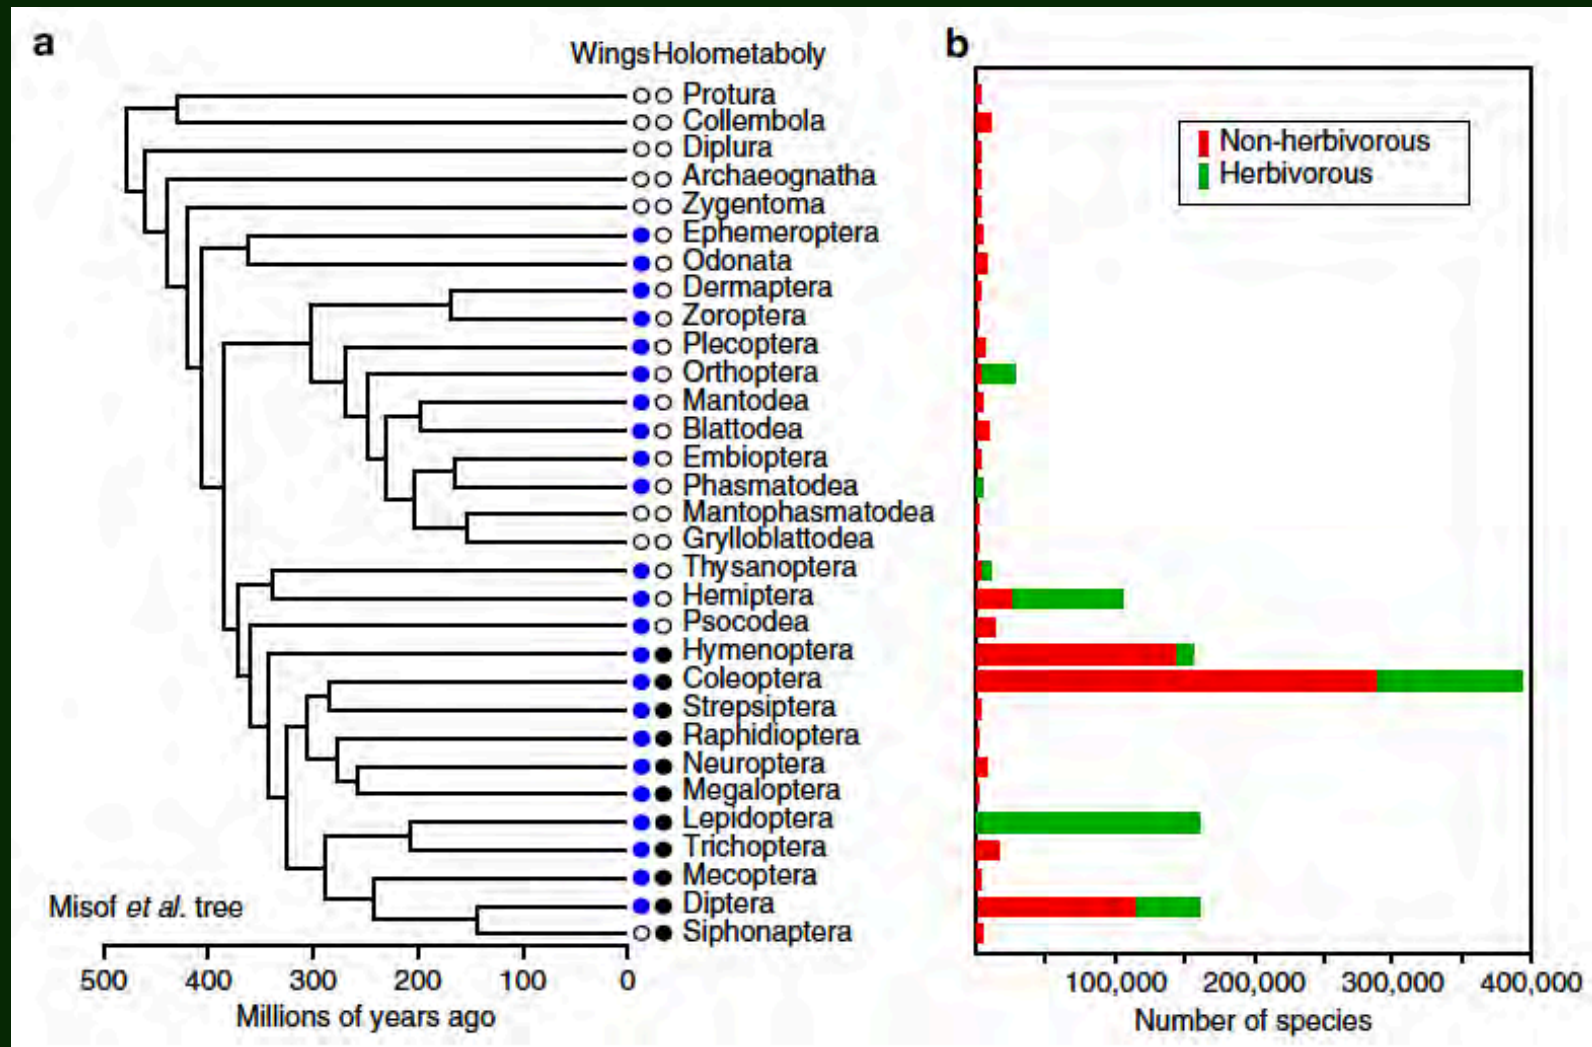 a
Wings Holometaboly
Protura
Collembola
Diplura
Archaeognatha
Zygentoma
Ephemeroptera
Odonata
Dermaptera
Zoroptera
Plecoptera
Orthoptera
Mantodea
Blattodea
Embioptera
Phasmatodea
Mantophasmatodea
Grylloblattodea
Thysanoptera
Hemiptera
Psocodea
Hymenoptera
Coleoptera
Strepsiptera
Raphidioptera
Neuroptera
Megaloptera
Lepidoptera
Trichoptera
Mecoptera
Diptera
Siphonaptera
Misof et al. tree
500 400 300 200 100 0
Millions of years ago
b
Non-herbivorous
Herbivorous
100,000 200,000 300,000 400,000
Number of species